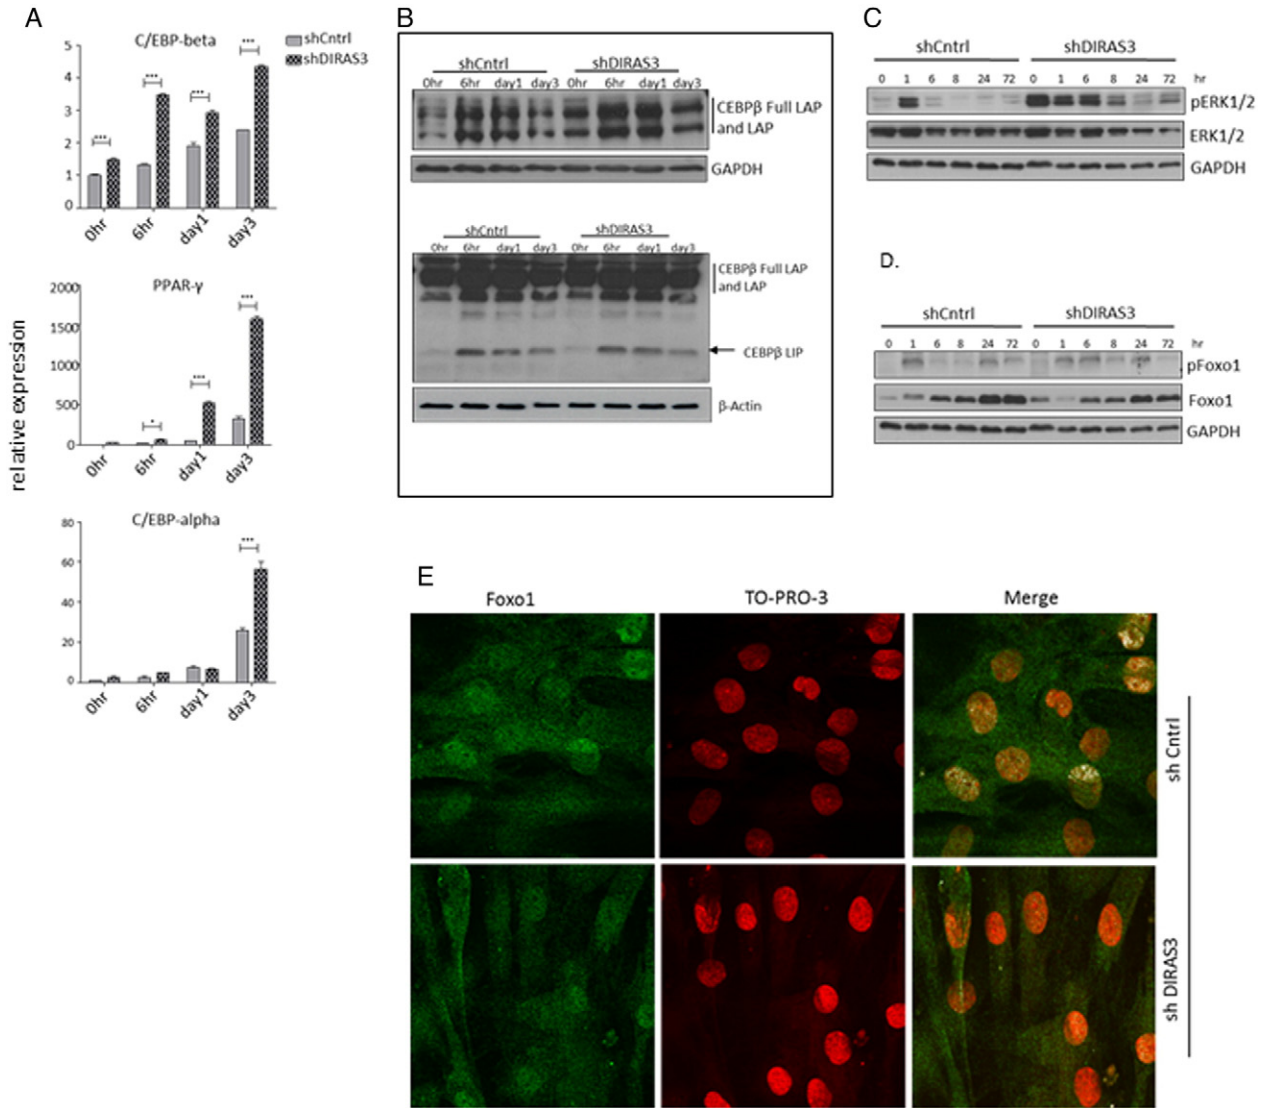 A
C/EBP-beta
shCntrl
shDIRAS3
***
***
***
***
5
4
3
2
1
0
0hr
6hr
day1
day3
PPAR-γ
***
***
*
2000
1500
1000
500
0
0hr
6hr
day1
day3
C/EBP-alpha
***
80
60
40
20
0
0hr
6hr
day1
day3
relative expression
B
shCntrl shDIRAS3
0hr 6hr day1 day3 0hr 6hr day1 day3
CEBPβ Full LAP
and LAP
GAPDH
shCntrl shDIRAS3
0hr 6hr day1 day3 0hr 6hr day1 day3
CEBPβ Full LAP
and LAP
CEBPβ LIP
β-Actin
C
shCntrl shDIRAS3
0 1 6 8 24 72 0 1 6 8 24 72 hr
pERK1/2
ERK1/2
GAPDH
D.
shCntrl shDIRAS3
0 1 6 8 24 72 0 1 6 8 24 72 hr
pFoxo1
Foxo1
GAPDH
E
Foxo1 TO-PRO-3 Merge
sh Cntrl
sh DIRAS3